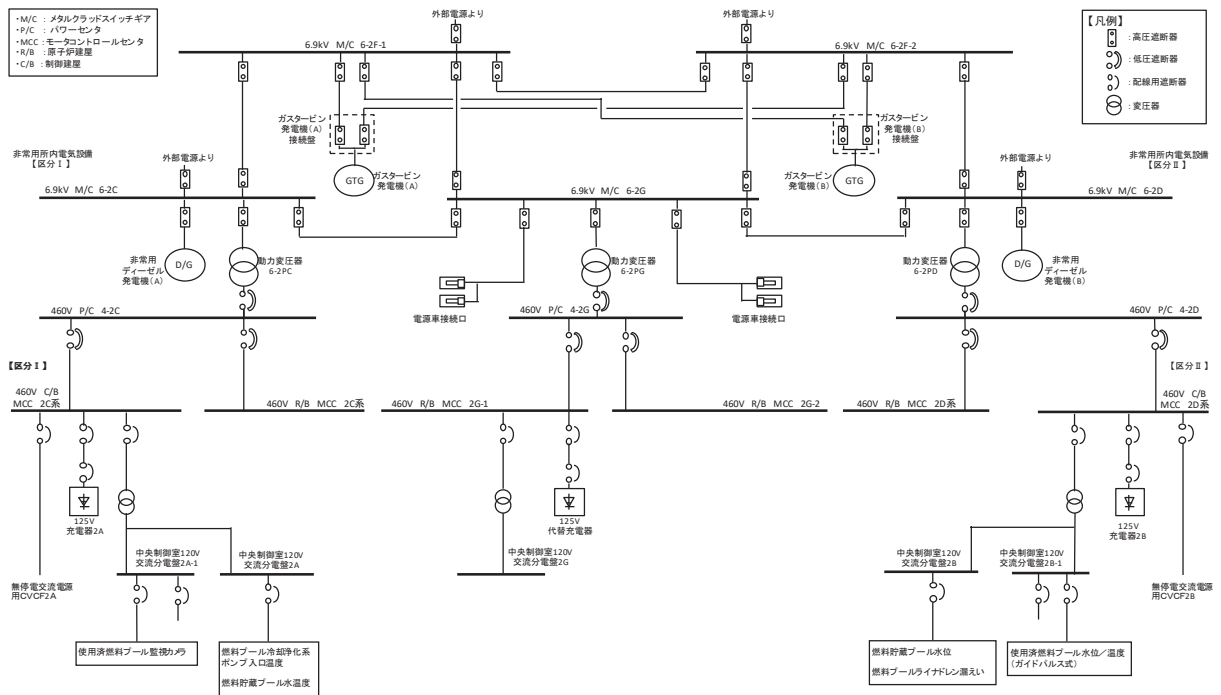 ・M/C : メタルクラッドスイッチギア
・P/C : パワーセンタ
・MCC : モータコントロールセンタ
・R/B : 原子炉建屋
・C/B : 制御建屋
外部電源より
外部電源より
【凡例】
:高圧遮断器
:低圧遮断器
:配線用遮断器
:変圧器
6.9kV M/C 6-2F-1
6.9kV M/C 6-2F-2
ガスタービン
発電機(A)
接続盤
ガスタービン
発電機(B)
接続盤
非常用所内電気設備
【区分Ⅰ】
外部電源より
GTG
ガスタービン
発電機(A)
ガスタービン
発電機(B)
GTG
外部電源より
非常用所内電気設備
【区分Ⅱ】
6.9kV M/C 6-2C
6.9kV M/C 6-2G
6.9kV M/C 6-2D
非常用
ディーゼル
発電機(A)
D/G
動力変圧器
6-2PC
動力変圧器
6-2PG
動力変圧器
6-2PD
D/G
非常用
ディーゼル
発電機(B)
電源車接続口
電源車接続口
460V P/C 4-2C
460V P/C 4-2G
460V P/C 4-2D
【区分Ⅰ】
【区分Ⅱ】
460V C/B
MCC 2C系
460V R/B MCC 2C系
460V R/B MCC 2G-1
460V R/B MCC 2G-2
460V R/B MCC 2D系
460V C/B
MCC 2D系
125V
充電器2A
125V
代替充電器
125V
充電器2B
中央制御室120V
交流分電盤2A-1
中央制御室120V
交流分電盤2A
中央制御室120V
交流分電盤2G
中央制御室120V
交流分電盤2B
中央制御室120V
交流分電盤2B-1
無停電交流電源
用CVCF2A
無停電交流電源
用CVCF2B
使用済燃料プール監視カメラ
燃料プール冷却浄化系
ポンプ入口温度
燃料貯蔵プール水温度
燃料貯蔵プール水位
燃料プールライナドレン漏えい
使用済燃料プール水位/温度
(ガイドパルス式)